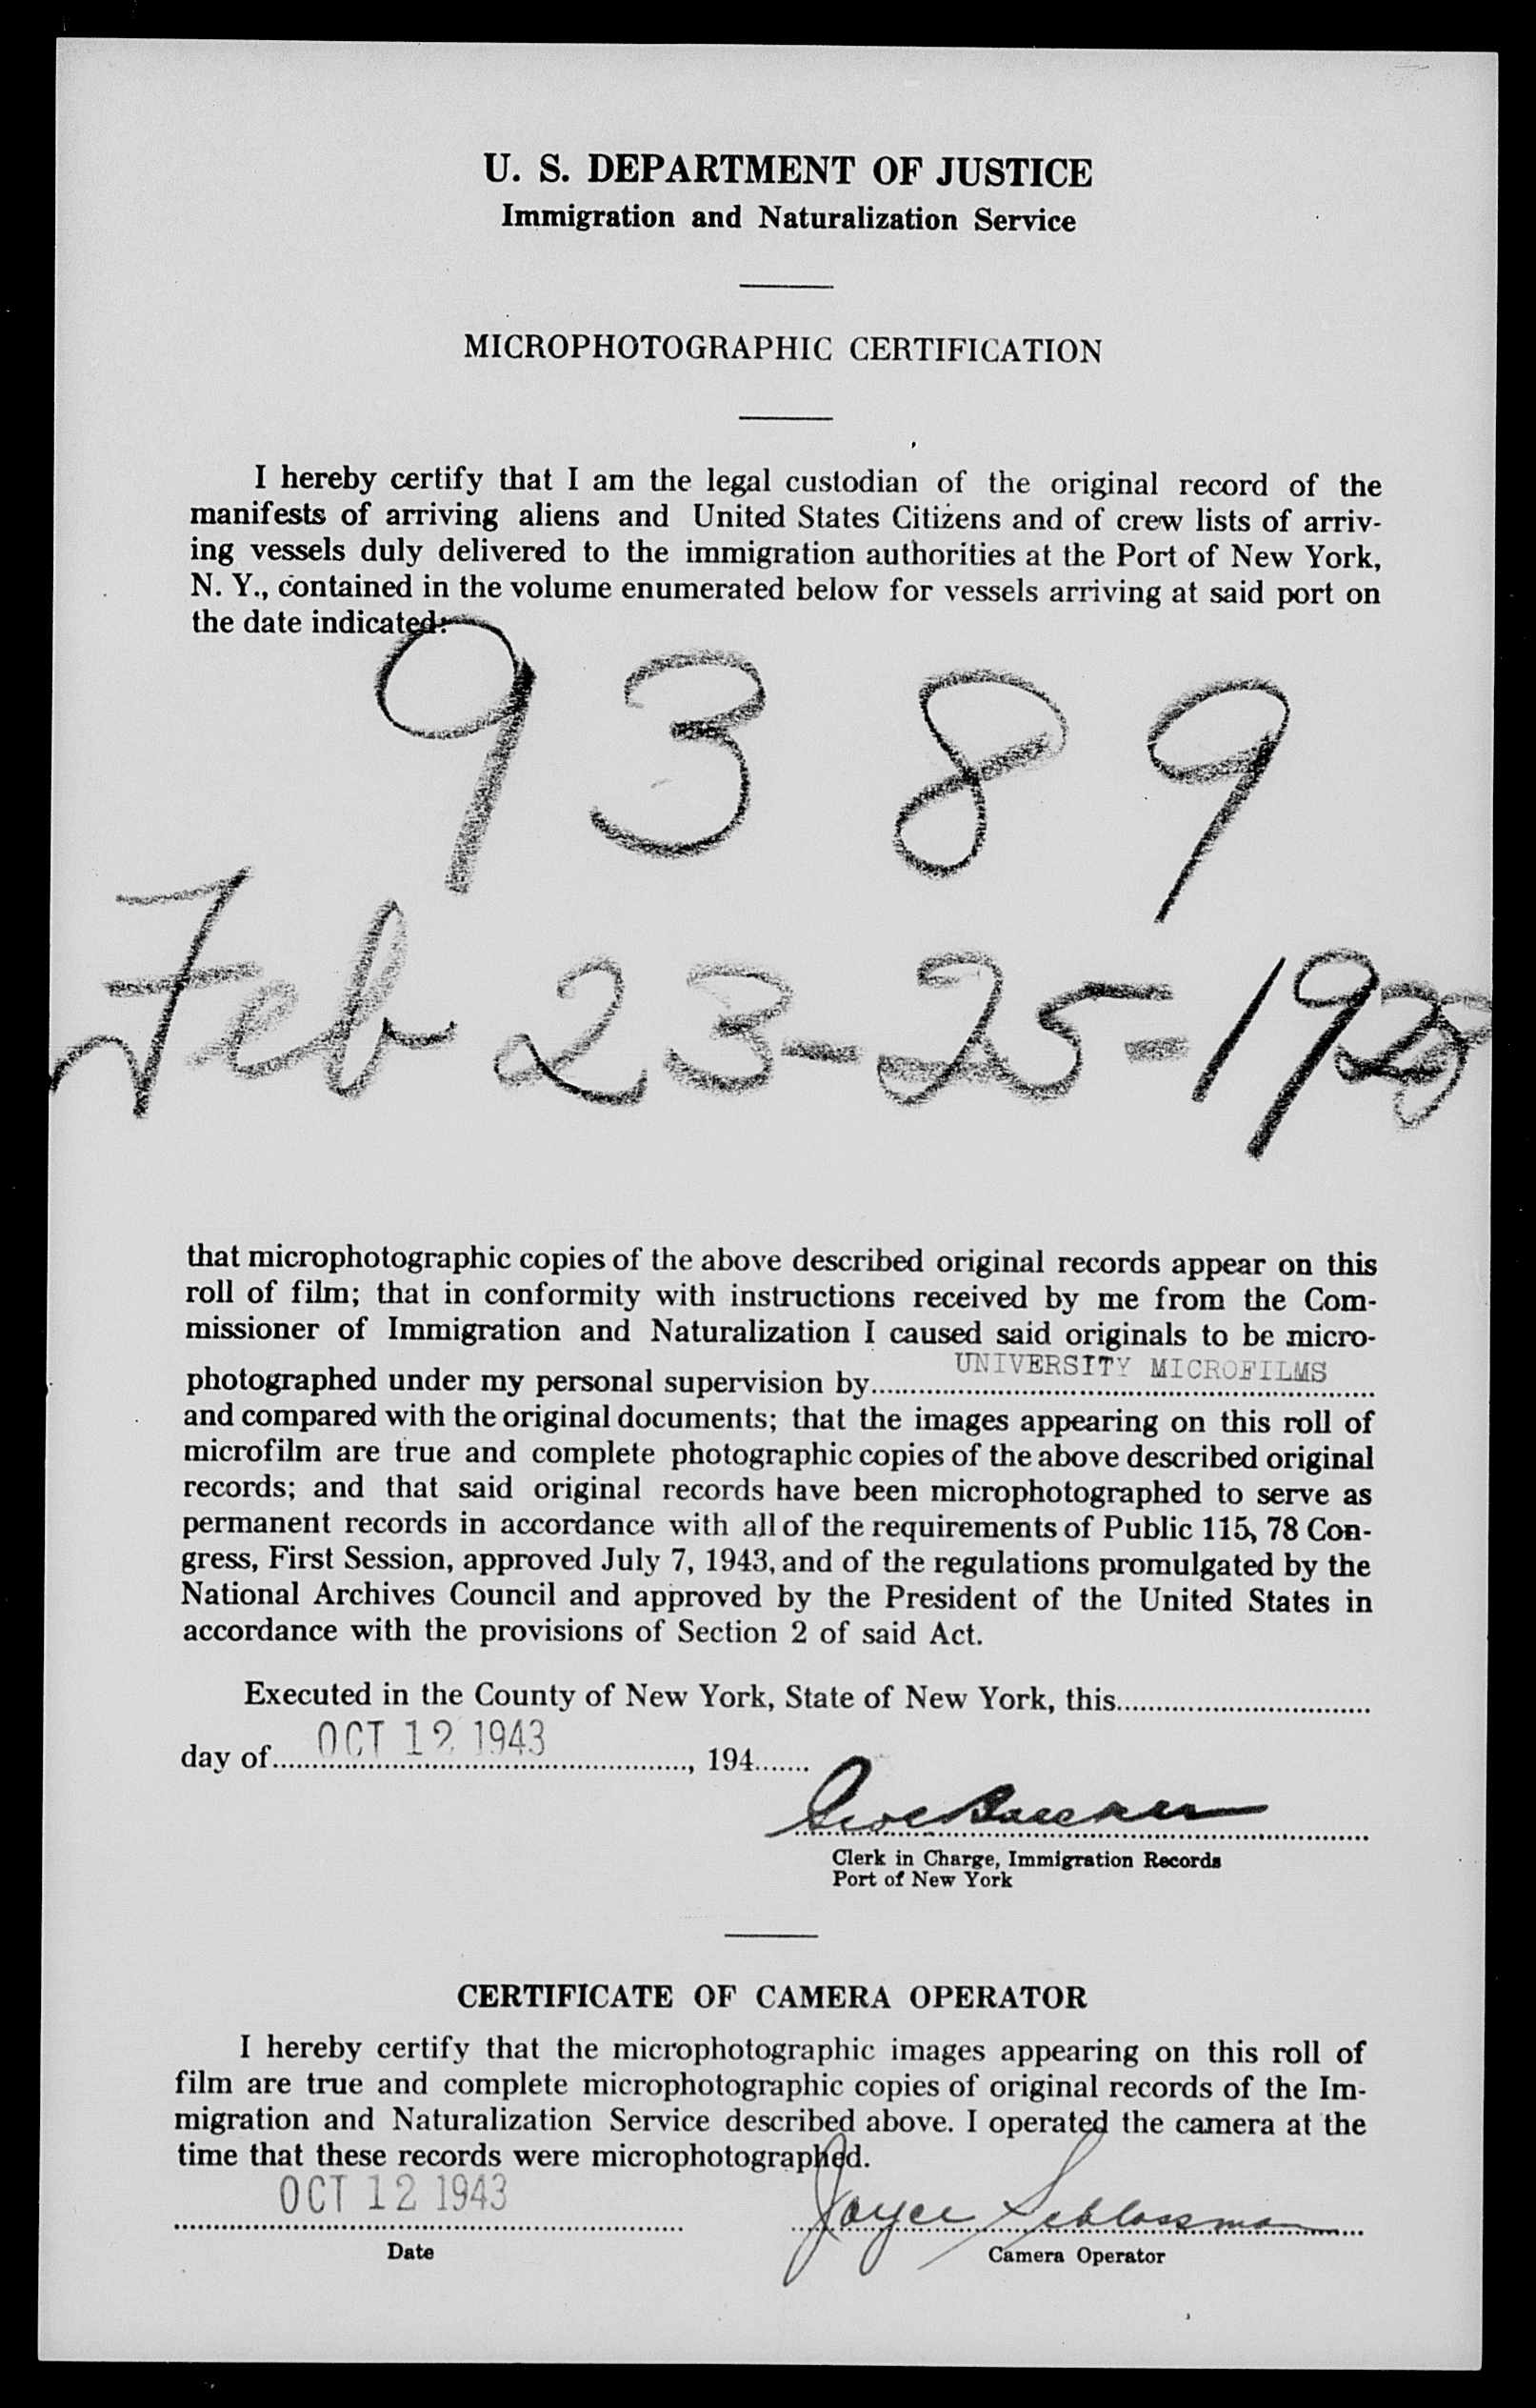 U. S. DEPARTMENT OF JUSTICE
Immigration and Naturalization Service
MICROPHOTOGRAPHIC CERTIFICATION
I hereby certify that I am the legal custodian of the original record of the
manifests of arriving aliens and United States Citizens and of crew lists of arriv-
ing vessels duly delivered to the immigration authorities at the Port of New York,
N. Y., contained in the volume enumerated below for vessels arriving at said port on
the date indicated:
9389
Feb 23-25-
that microphotographic copies of the above described original records appear on this
roll of film; that in conformity with instructions received by me from the Com-
missioner of Immigration and Naturalization I caused said originals to be micro-
photographed under my personal supervision by UNIVERSITY MICROFILMS
and compared with the original documents; that the images appearing on this roll of
microfilm are true and complete photographic copies of the above described original
records; and that said original records have been microphotographed to serve as
permanent records in accordance with all of the requirements of Public 115, 78 Con-
gress, First Session, approved July 7, 1943, and of the regulations promulgated by the
National Archives Council and approved by the President of the United States in
accordance with the provisions of Section 2 of said Act.
Executed in the County of New York, State of New York, this
day of OCT 12 1943, 194
Clerk in Charge, Immigration Records
Port of New York
CERTIFICATE OF CAMERA OPERATOR
I hereby certify that the microphotographic images appearing on this roll of
film are true and complete microphotographic copies of original records of the Im-
migration and Naturalization Service described above. I operated the camera at the
time that these records were microphotographed.
OCT 12 1943 Joyce Schlossman
Date Camera Operator